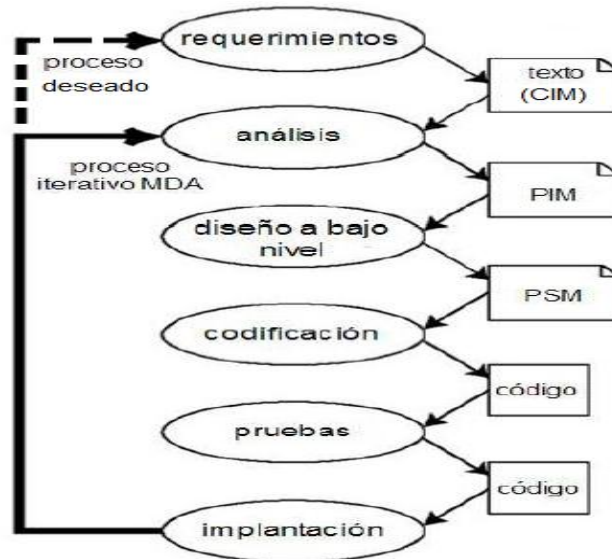 requerimientos
proceso
deseado
texto
(CIM)
análisis
proceso
iterativo MDA
PIM
diseño a bajo
nivel
PSM
codificación
código
pruebas
código
implantación